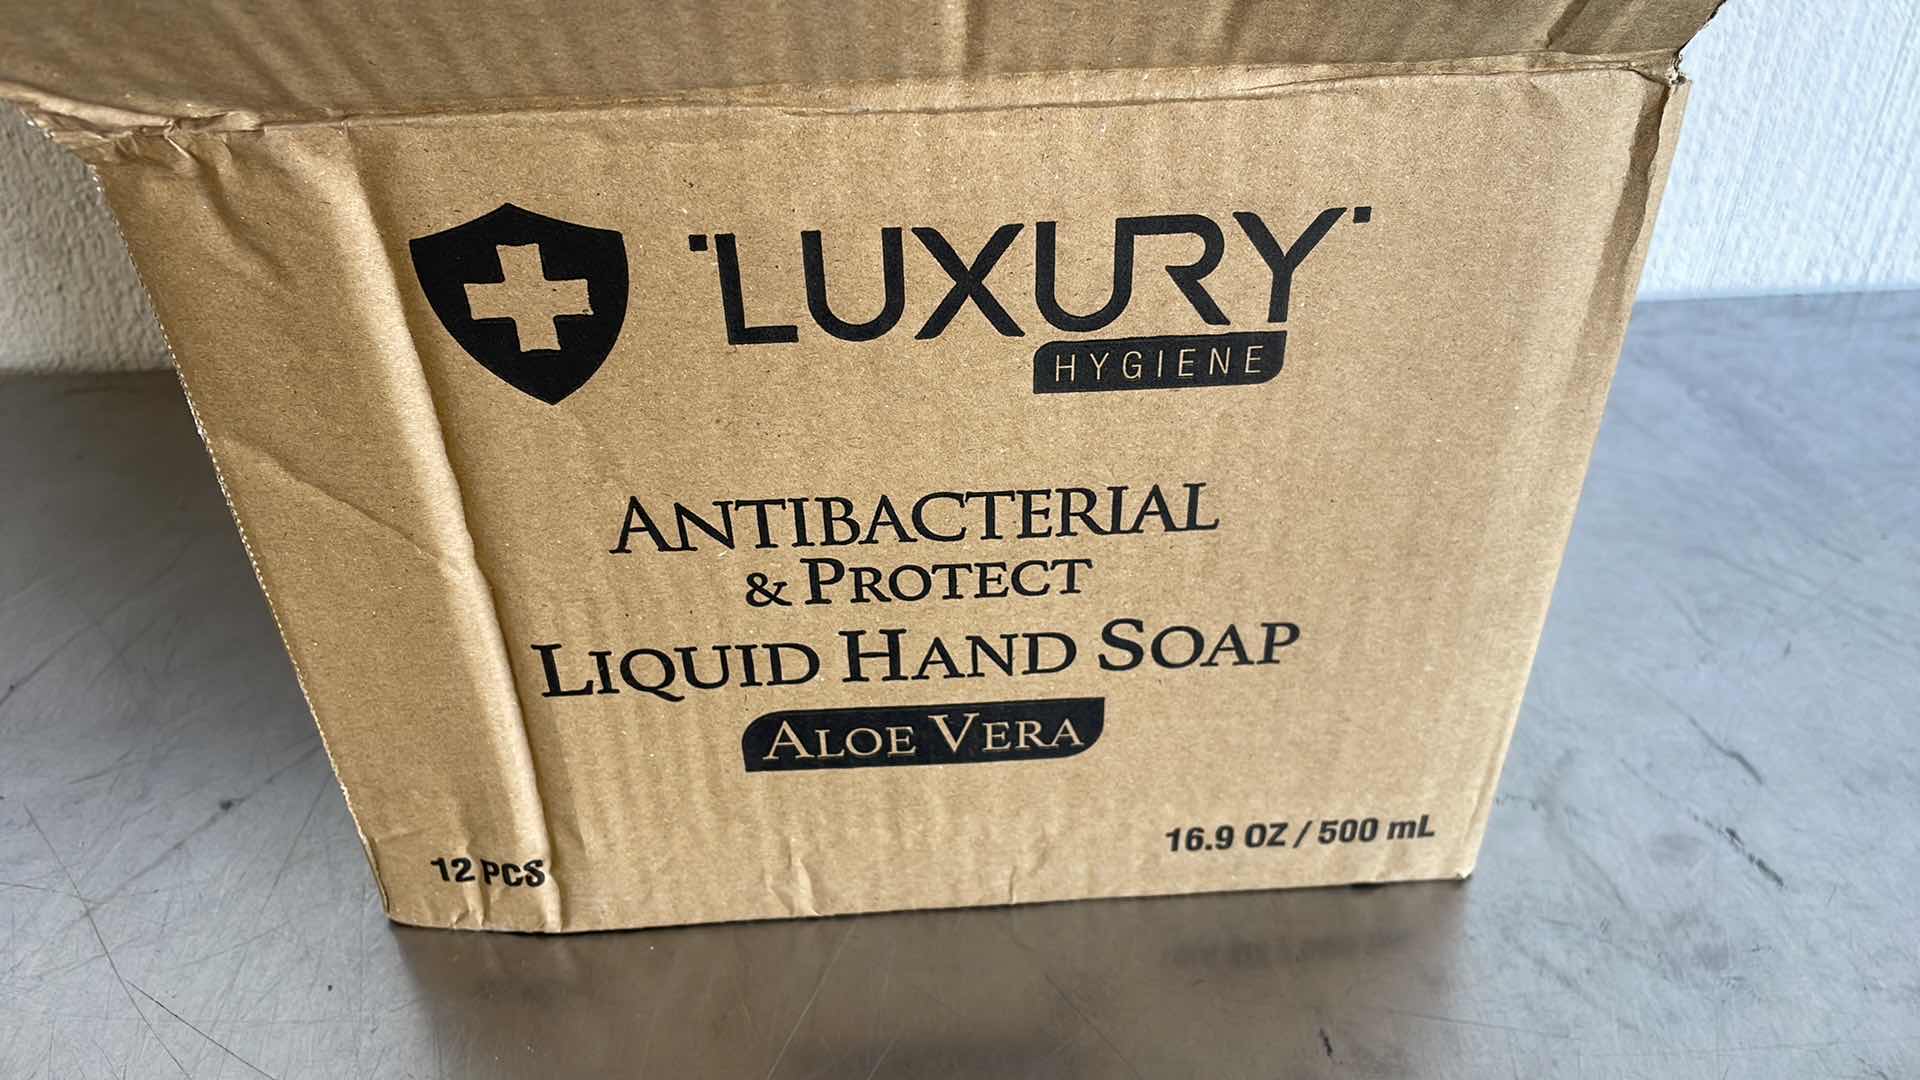 LUXURY
HYGIENE
ANTIBACTERIAL
& PROTECT
LIQUID HAND SOAP
ALOE VERA
12 PCS
16.9 OZ / 500 mL